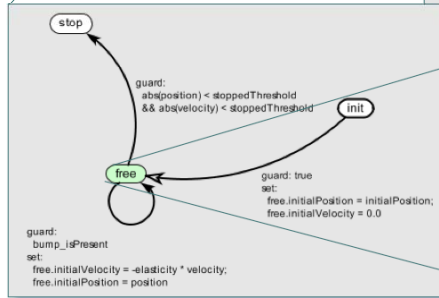 stop
guard:
abs(position) < stoppedThreshold
&& abs(velocity) < stoppedThreshold
init
free
guard: true
set:
free.initialPosition = initialPosition;
free.initialVelocity = 0.0
guard:
bump_isPresent
set:
free.initialVelocity = -elasticity * velocity;
free.initialPosition = position